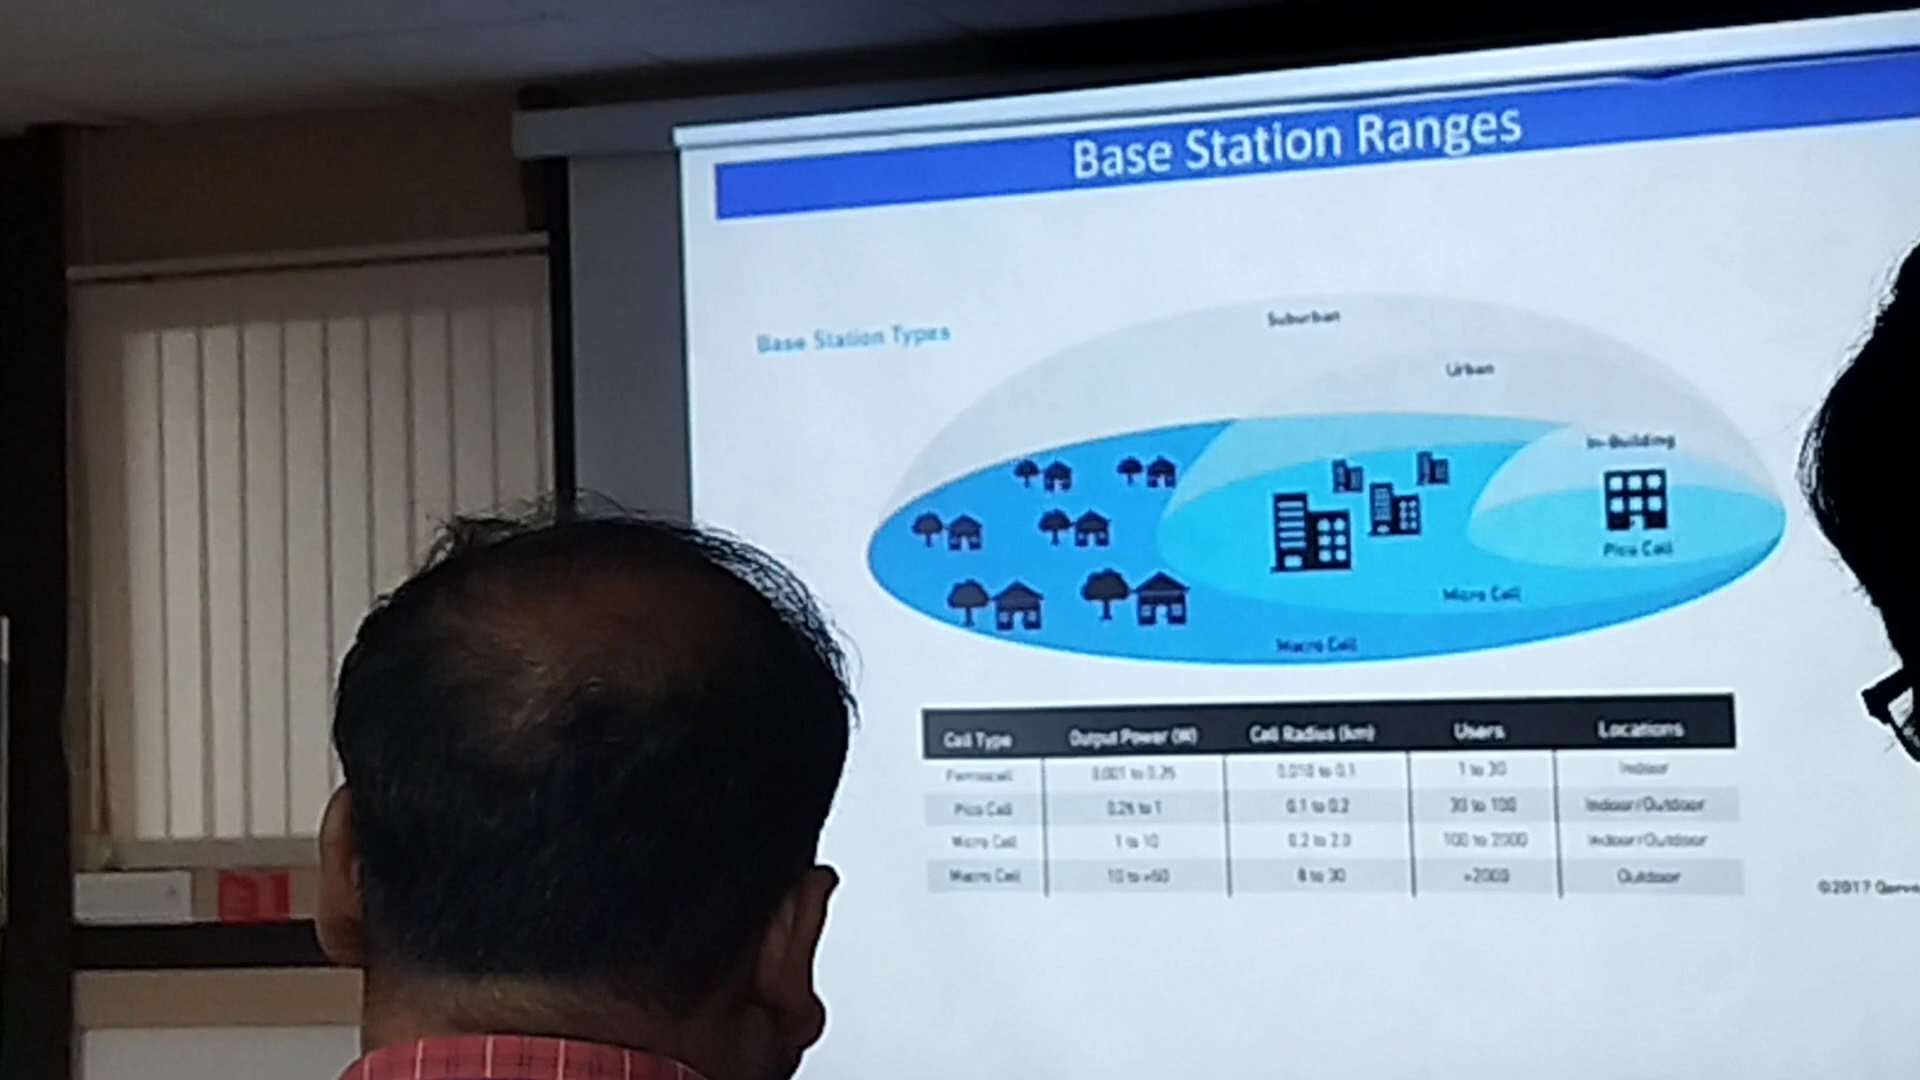 Base Station Ranges
Base Station Types
Suburban
Urban
In-Building
Pico Cell
Micro Cell
Macro Cell
Cell Type Output Power (W) Cell Radius (km) Users Locations
Femtocell 0.001 to 0.25 0.010 to 0.1 1 to 30 Indoor
Pico Cell 0.25 to 1 0.1 to 0.2 30 to 100 Indoor/Outdoor
Micro Cell 1 to 10 0.2 to 2.0 100 to 2000 Indoor/Outdoor
Macro Cell 10 to >50 8 to 30 >2000 Outdoor
©2017 Qorvo